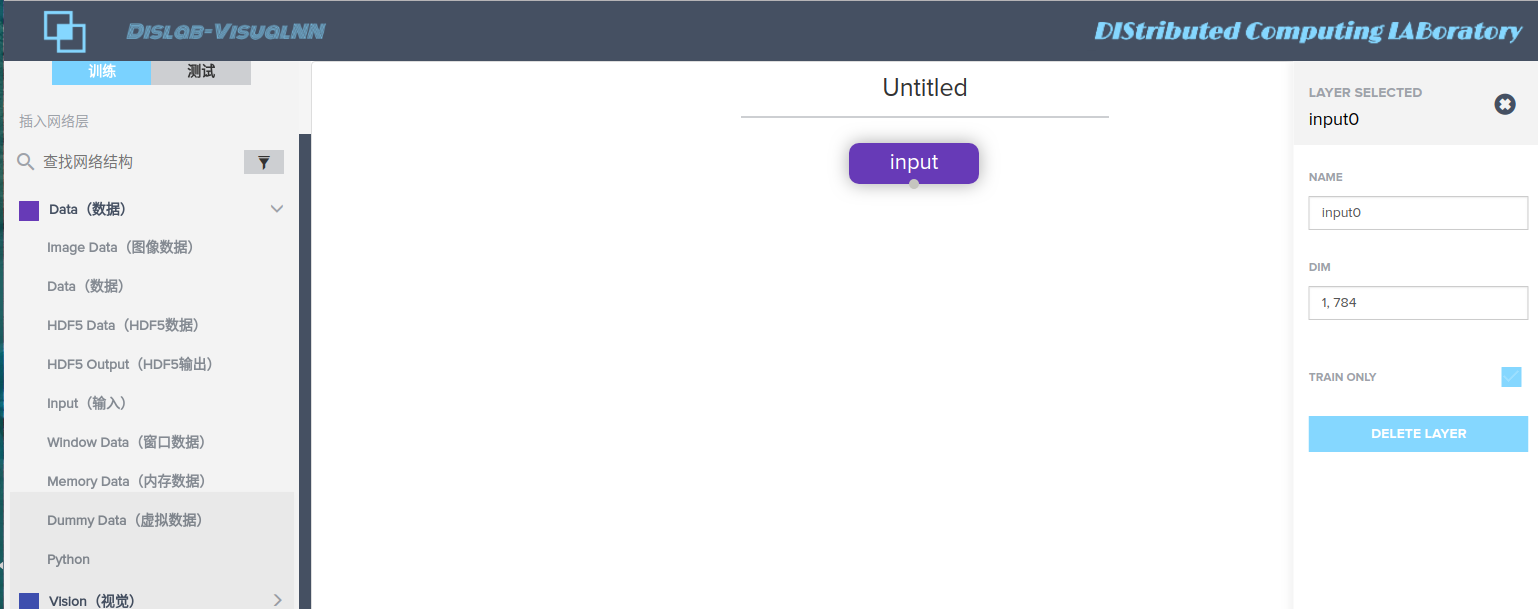 Dislab-VisualNN
DIStributed Computing LABoratory
训练
测试
插入网络层
查找网络结构
Data（数据）
Image Data（图像数据）
Data（数据）
HDF5 Data（HDF5数据）
HDF5 Output（HDF5输出）
Input（输入）
Window Data（窗口数据）
Memory Data（内存数据）
Dummy Data（虚拟数据）
Python
Vision（视觉）
Untitled
input
LAYER SELECTED
input0
NAME
input0
DIM
1, 784
TRAIN ONLY
DELETE LAYER